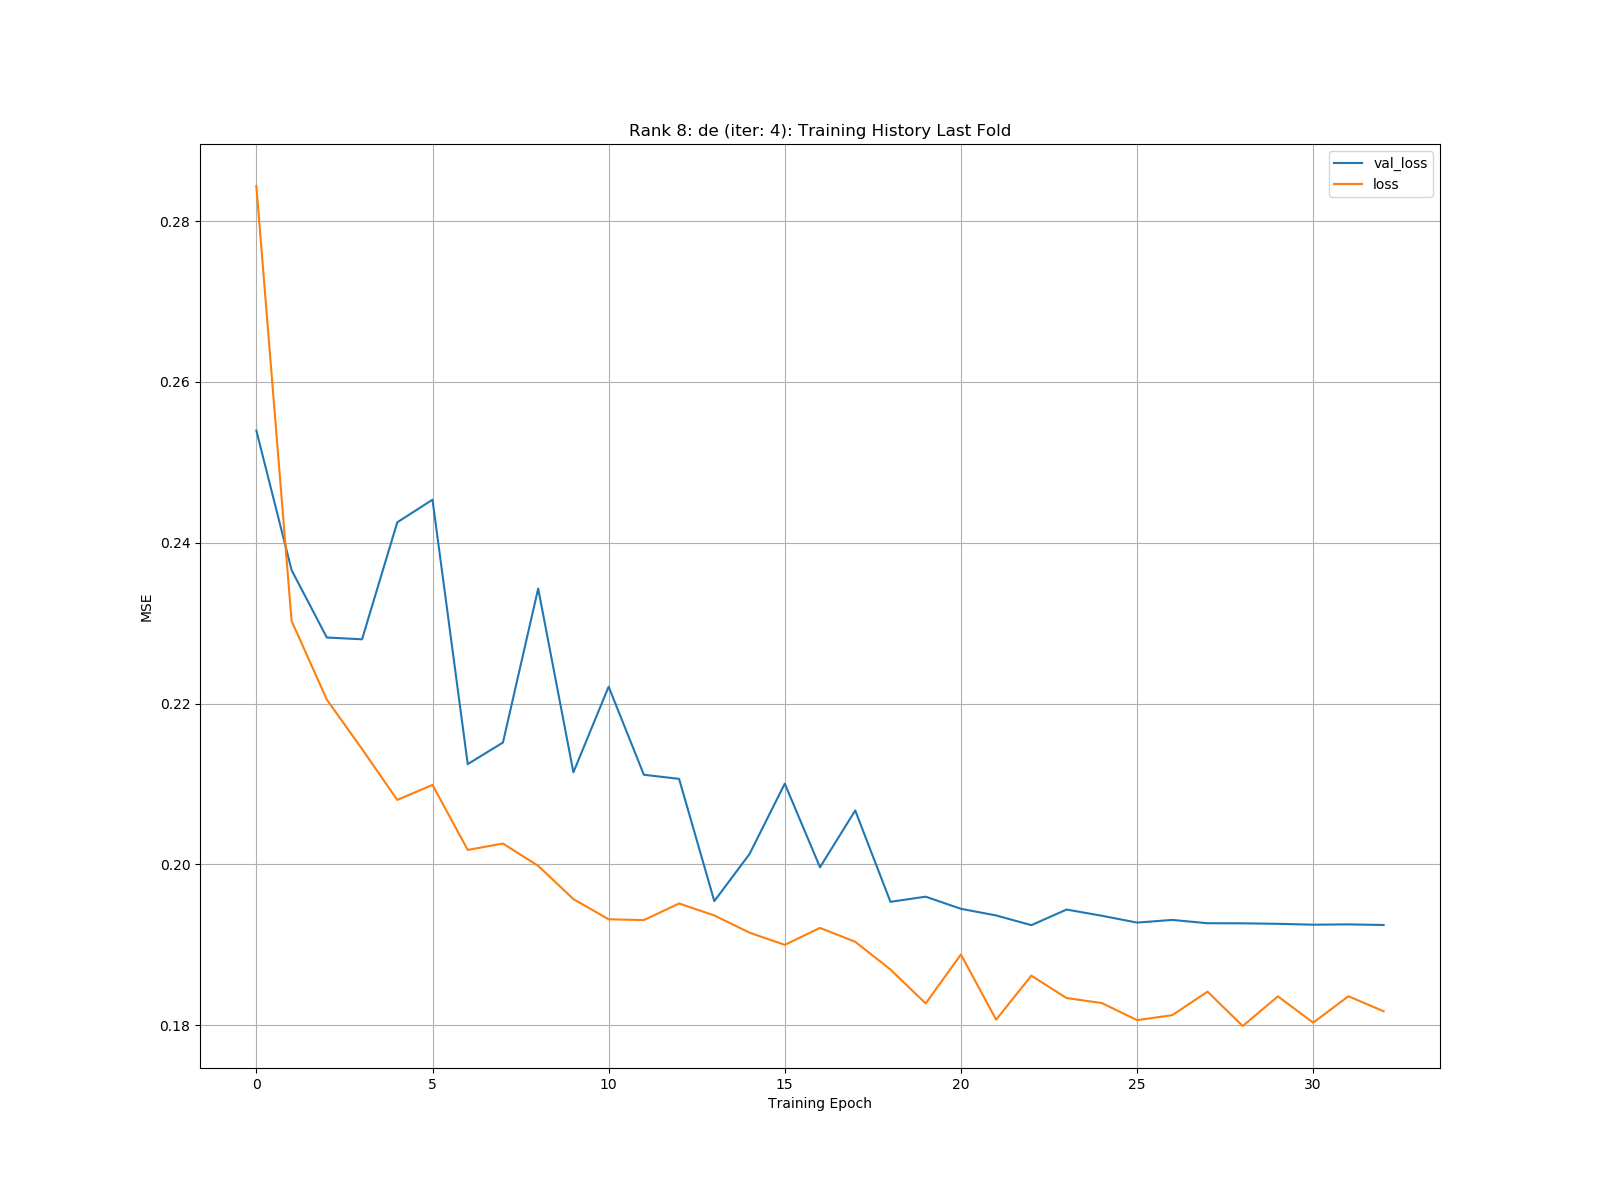 Rank 8: de (iter: 4): Training History Last Fold
val_loss
loss
0.28
0.26
0.24
0.22
0.20
0.18
MSE
0 5 10 15 20 25 30
Training Epoch